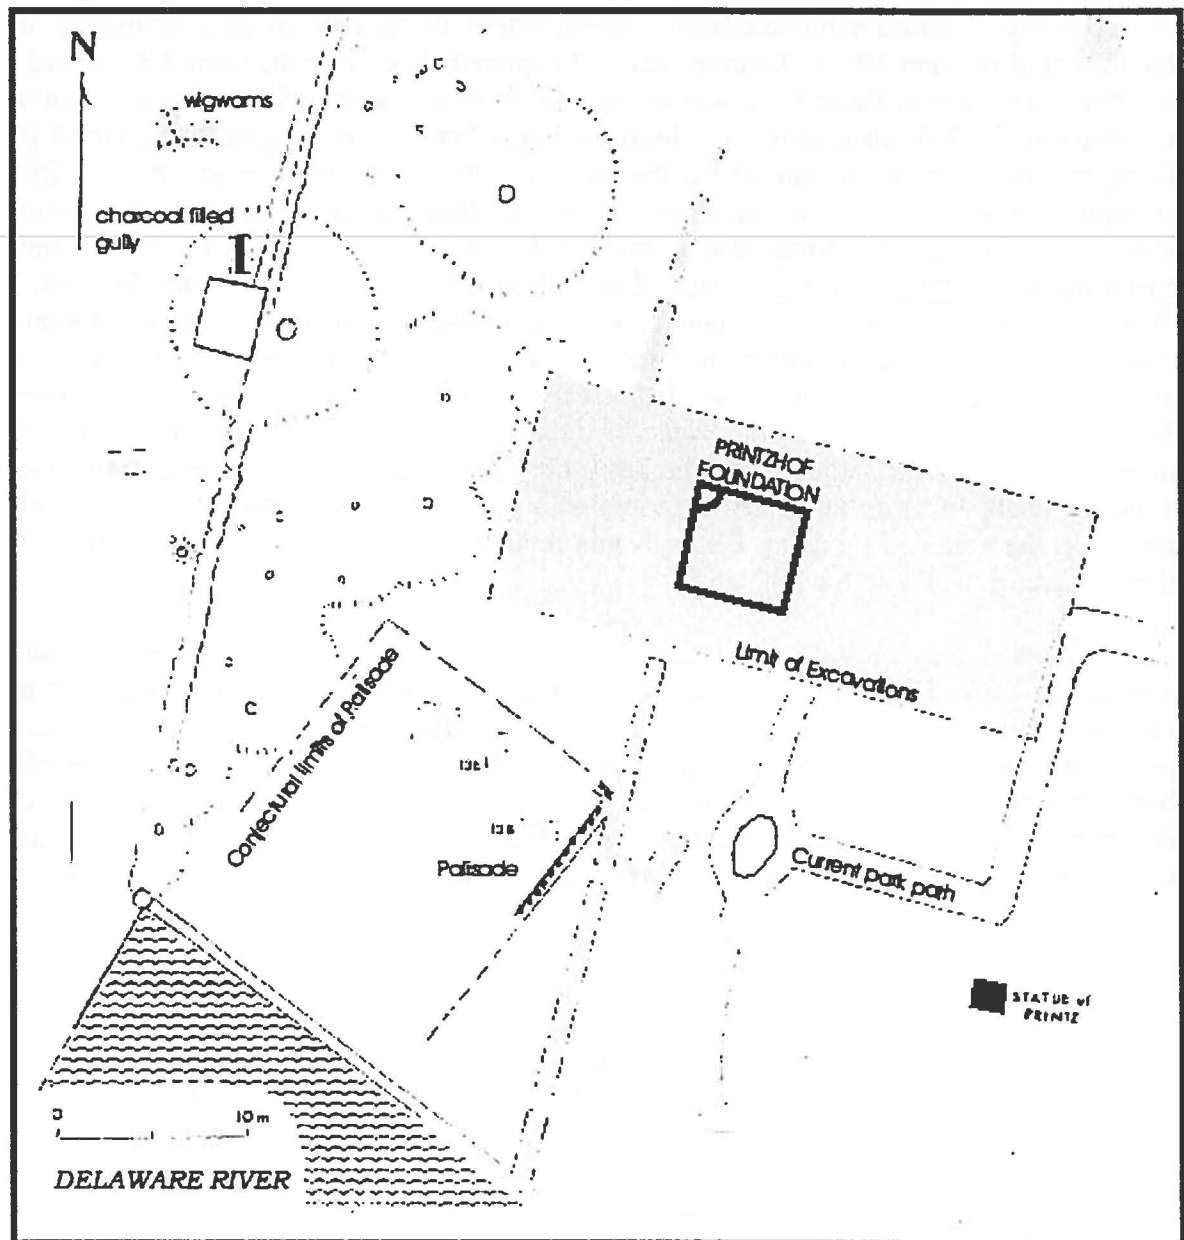 N
wigwams
charcoal filled
gully
PRINTZHOF
FOUNDATION
Limit of Excavations
Conjectural limits of Palisade
Palisade
Current park path
STATUE of
PRINTZ
0 10 m
DELAWARE RIVER